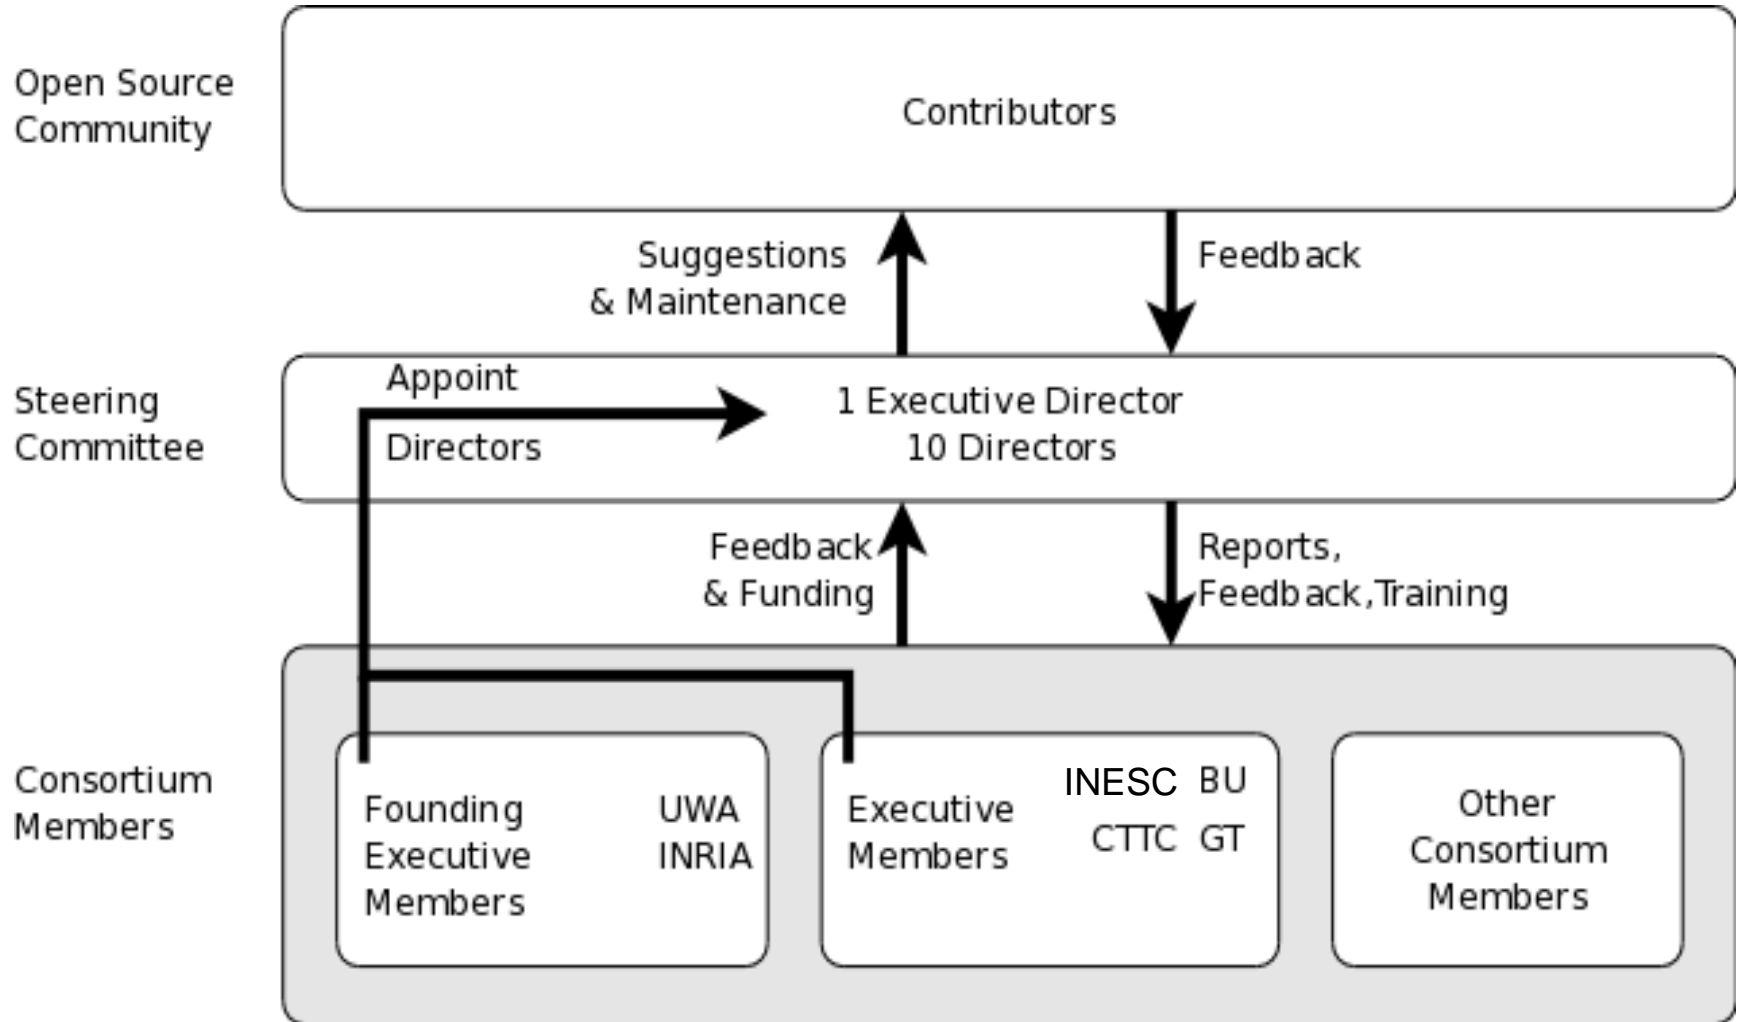 Open Source
Community
Contributors
Suggestions
& Maintenance
Feedback
Steering
Committee
Appoint
Directors
1 Executive Director
10 Directors
Feedback
& Funding
Reports,
Feedback,Training
Consortium
Members
Founding
Executive
Members
UWA
INRIA
Executive
Members
INESC BU
CTTC GT
Other
Consortium
Members